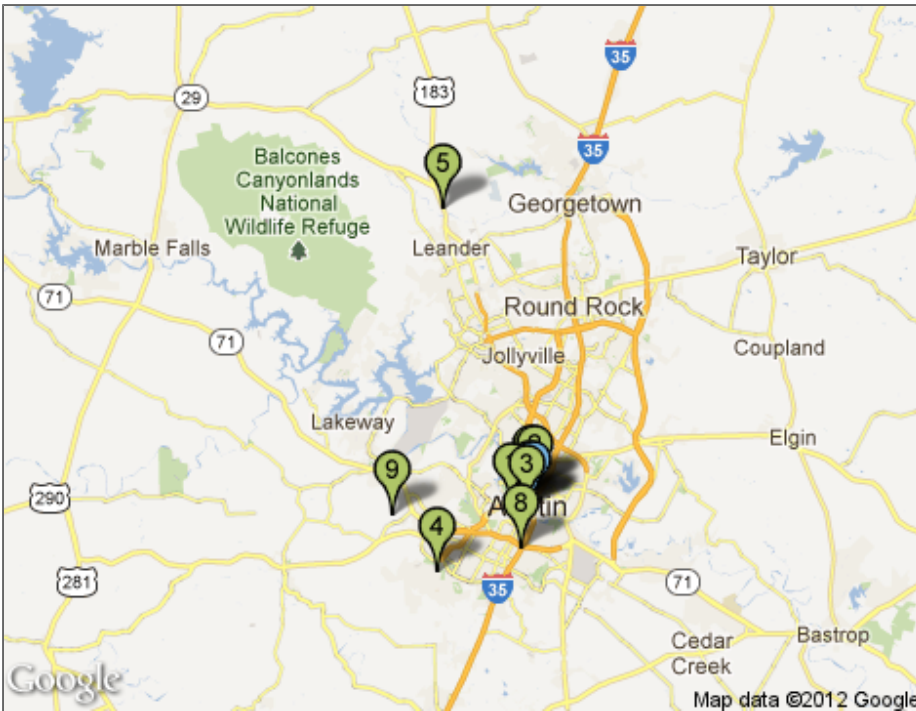 35
183
29
35
Balcones
Canyonlands
National
Wildlife Refuge
5
Georgetown
Marble Falls
Leander
Taylor
71
Round Rock
71
Jollyville
Coupland
Lakeway
Elgin
9
3
290
8
Austin
4
281
35
71
Cedar
Creek
Bastrop
Google
Map data ©2012 Google